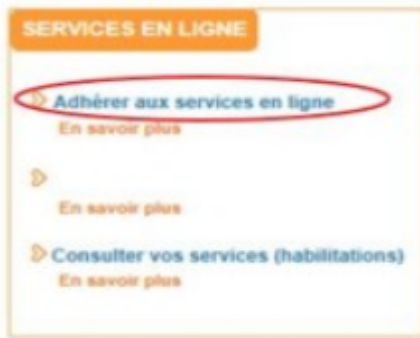 SERVICES EN LIGNE
Adhérer aux services en ligne
En savoir plus
En savoir plus
Consulter vos services (habilitations)
En savoir plus